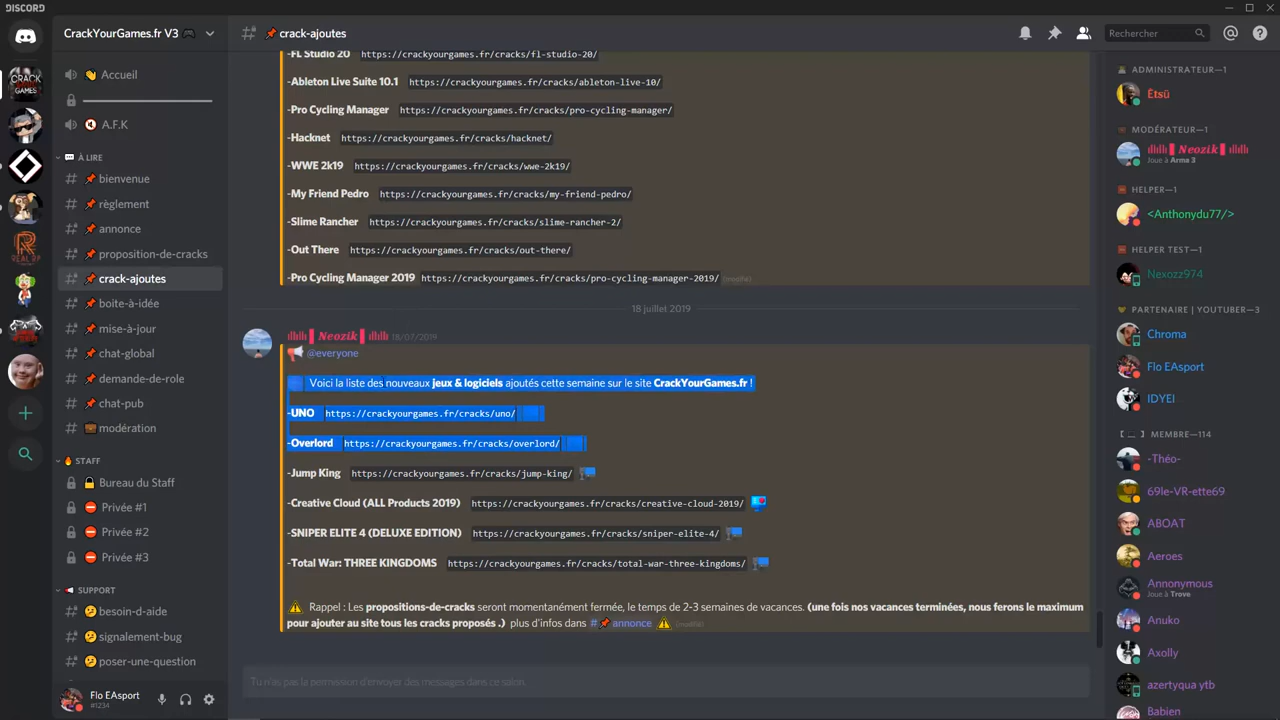 DISCORD
CrackYourGames.fr V3
crack-ajoutes
Rechercher
CRACK
GAMES
Accueil
A.F.K
À LIRE
bienvenue
règlement
annonce
proposition-de-cracks
crack-ajoutes
boite-à-idée
mise-à-jour
chat-global
demande-de-role
chat-pub
modération
STAFF
Bureau du Staff
Privée #1
Privée #2
Privée #3
SUPPORT
besoin-d-aide
signalement-bug
poser-une-question
Flo EAsport
#1234
-FL Studio 20 https://crackyourgames.fr/cracks/fl-studio-20/
-Ableton Live Suite 10.1 https://crackyourgames.fr/cracks/ableton-live-10/
-Pro Cycling Manager https://crackyourgames.fr/cracks/pro-cycling-manager/
-Hacknet https://crackyourgames.fr/cracks/hacknet/
-WWE 2k19 https://crackyourgames.fr/cracks/wwe-2k19/
-My Friend Pedro https://crackyourgames.fr/cracks/my-friend-pedro/
-Slime Rancher https://crackyourgames.fr/cracks/slime-rancher-2/
-Out There https://crackyourgames.fr/cracks/out-there/
-Pro Cycling Manager 2019 https://crackyourgames.fr/cracks/pro-cycling-manager-2019/ (modifié)
18 juillet 2019
Neozik 18/07/2019
@everyone
Voici la liste des nouveaux jeux & logiciels ajoutés cette semaine sur le site CrackYourGames.fr !
-UNO https://crackyourgames.fr/cracks/uno/
-Overlord https://crackyourgames.fr/cracks/overlord/
-Jump King https://crackyourgames.fr/cracks/jump-king/
-Creative Cloud (ALL Products 2019) https://crackyourgames.fr/cracks/creative-cloud-2019/
-SNIPER ELITE 4 (DELUXE EDITION) https://crackyourgames.fr/cracks/sniper-elite-4/
-Total War: THREE KINGDOMS https://crackyourgames.fr/cracks/total-war-three-kingdoms/
Rappel : Les propositions-de-cracks seront momentanément fermée, le temps de 2-3 semaines de vacances. (une fois nos vacances terminées, nous ferons le maximum
pour ajouter au site tous les cracks proposés .) plus d'infos dans # annonce (modifié)
Tu n'as pas la permission d'envoyer des messages dans ce salon.
ADMINISTRATEUR—1
Ëtsü
MODÉRATEUR—1
Neozik
Joue à Arma 3
HELPER—1
<Anthonydu77/>
HELPER TEST—1
Nexozz974
PARTENAIRE | YOUTUBER—3
Chroma
Flo EAsport
IDYEI
MEMBRE—114
-Théo-
69le-VR-ette69
ABOAT
Aeroes
Annonymous
Joue à Trove
Anuko
Axolly
azertyqua ytb
Babien